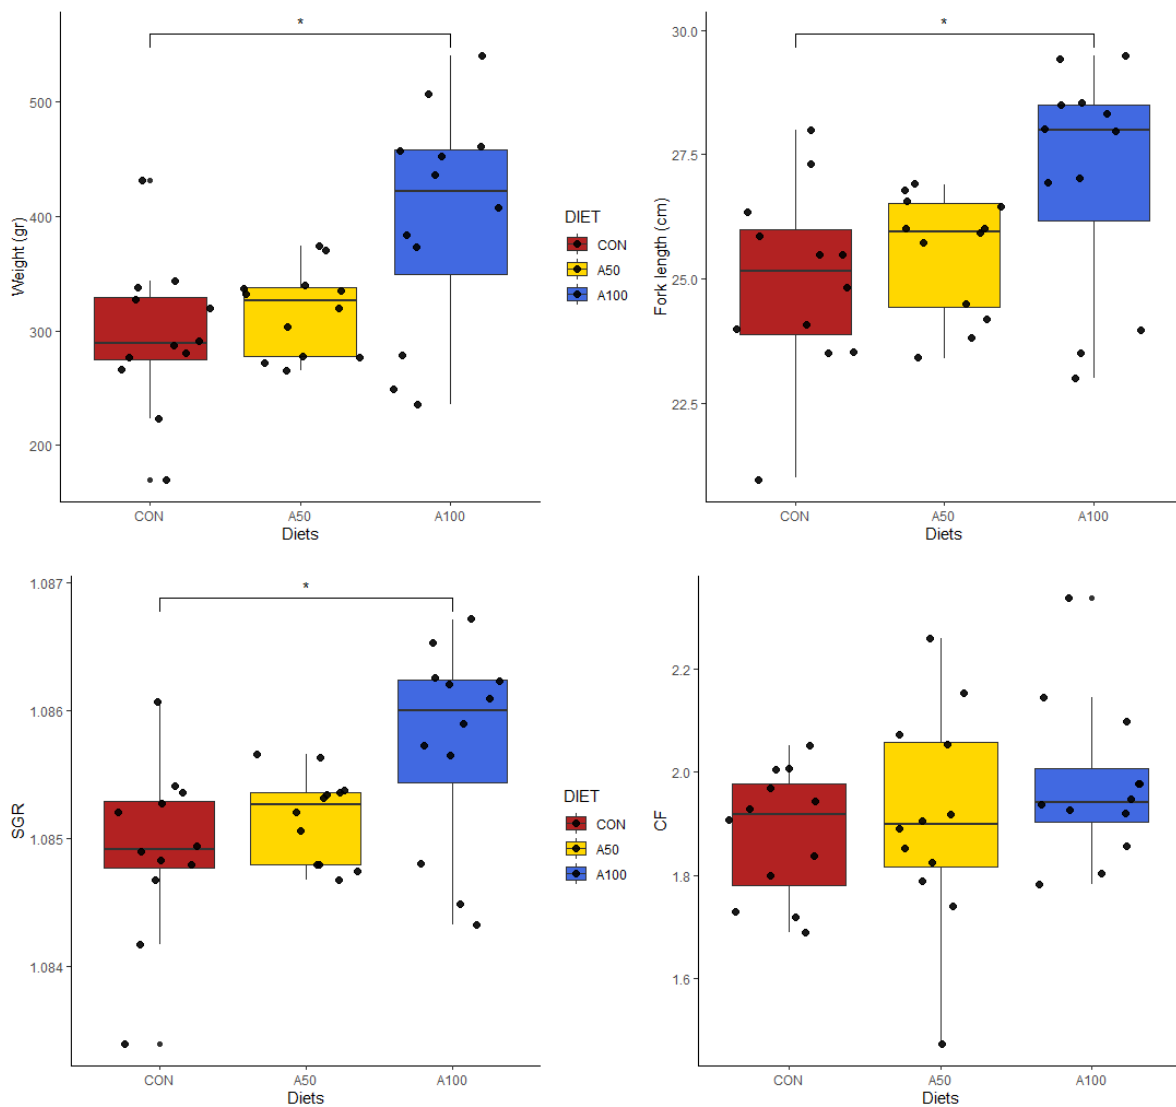 *
500
400
300
200
Weight (gr)
CON
A50
A100
Diets
DIET
CON
A50
A100
*
30.0
27.5
25.0
22.5
Fork length (cm)
CON
A50
A100
Diets
*
1.087
1.086
1.085
1.084
SGR
CON
A50
A100
Diets
DIET
CON
A50
A100
2.2
2.0
1.8
1.6
CF
CON
A50
A100
Diets